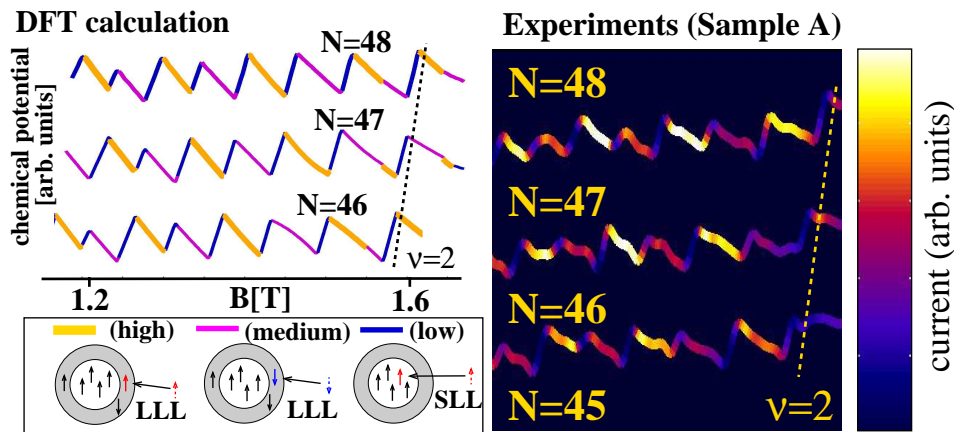 DFT calculation
N=48
N=47
N=46
chemical potential
[arb. units]
ν=2
1.2
B[T]
1.6
(high)
(medium)
(low)
LLL
LLL
SLL
Experiments (Sample A)
N=48
N=47
N=46
N=45
ν=2
current (arb. units)